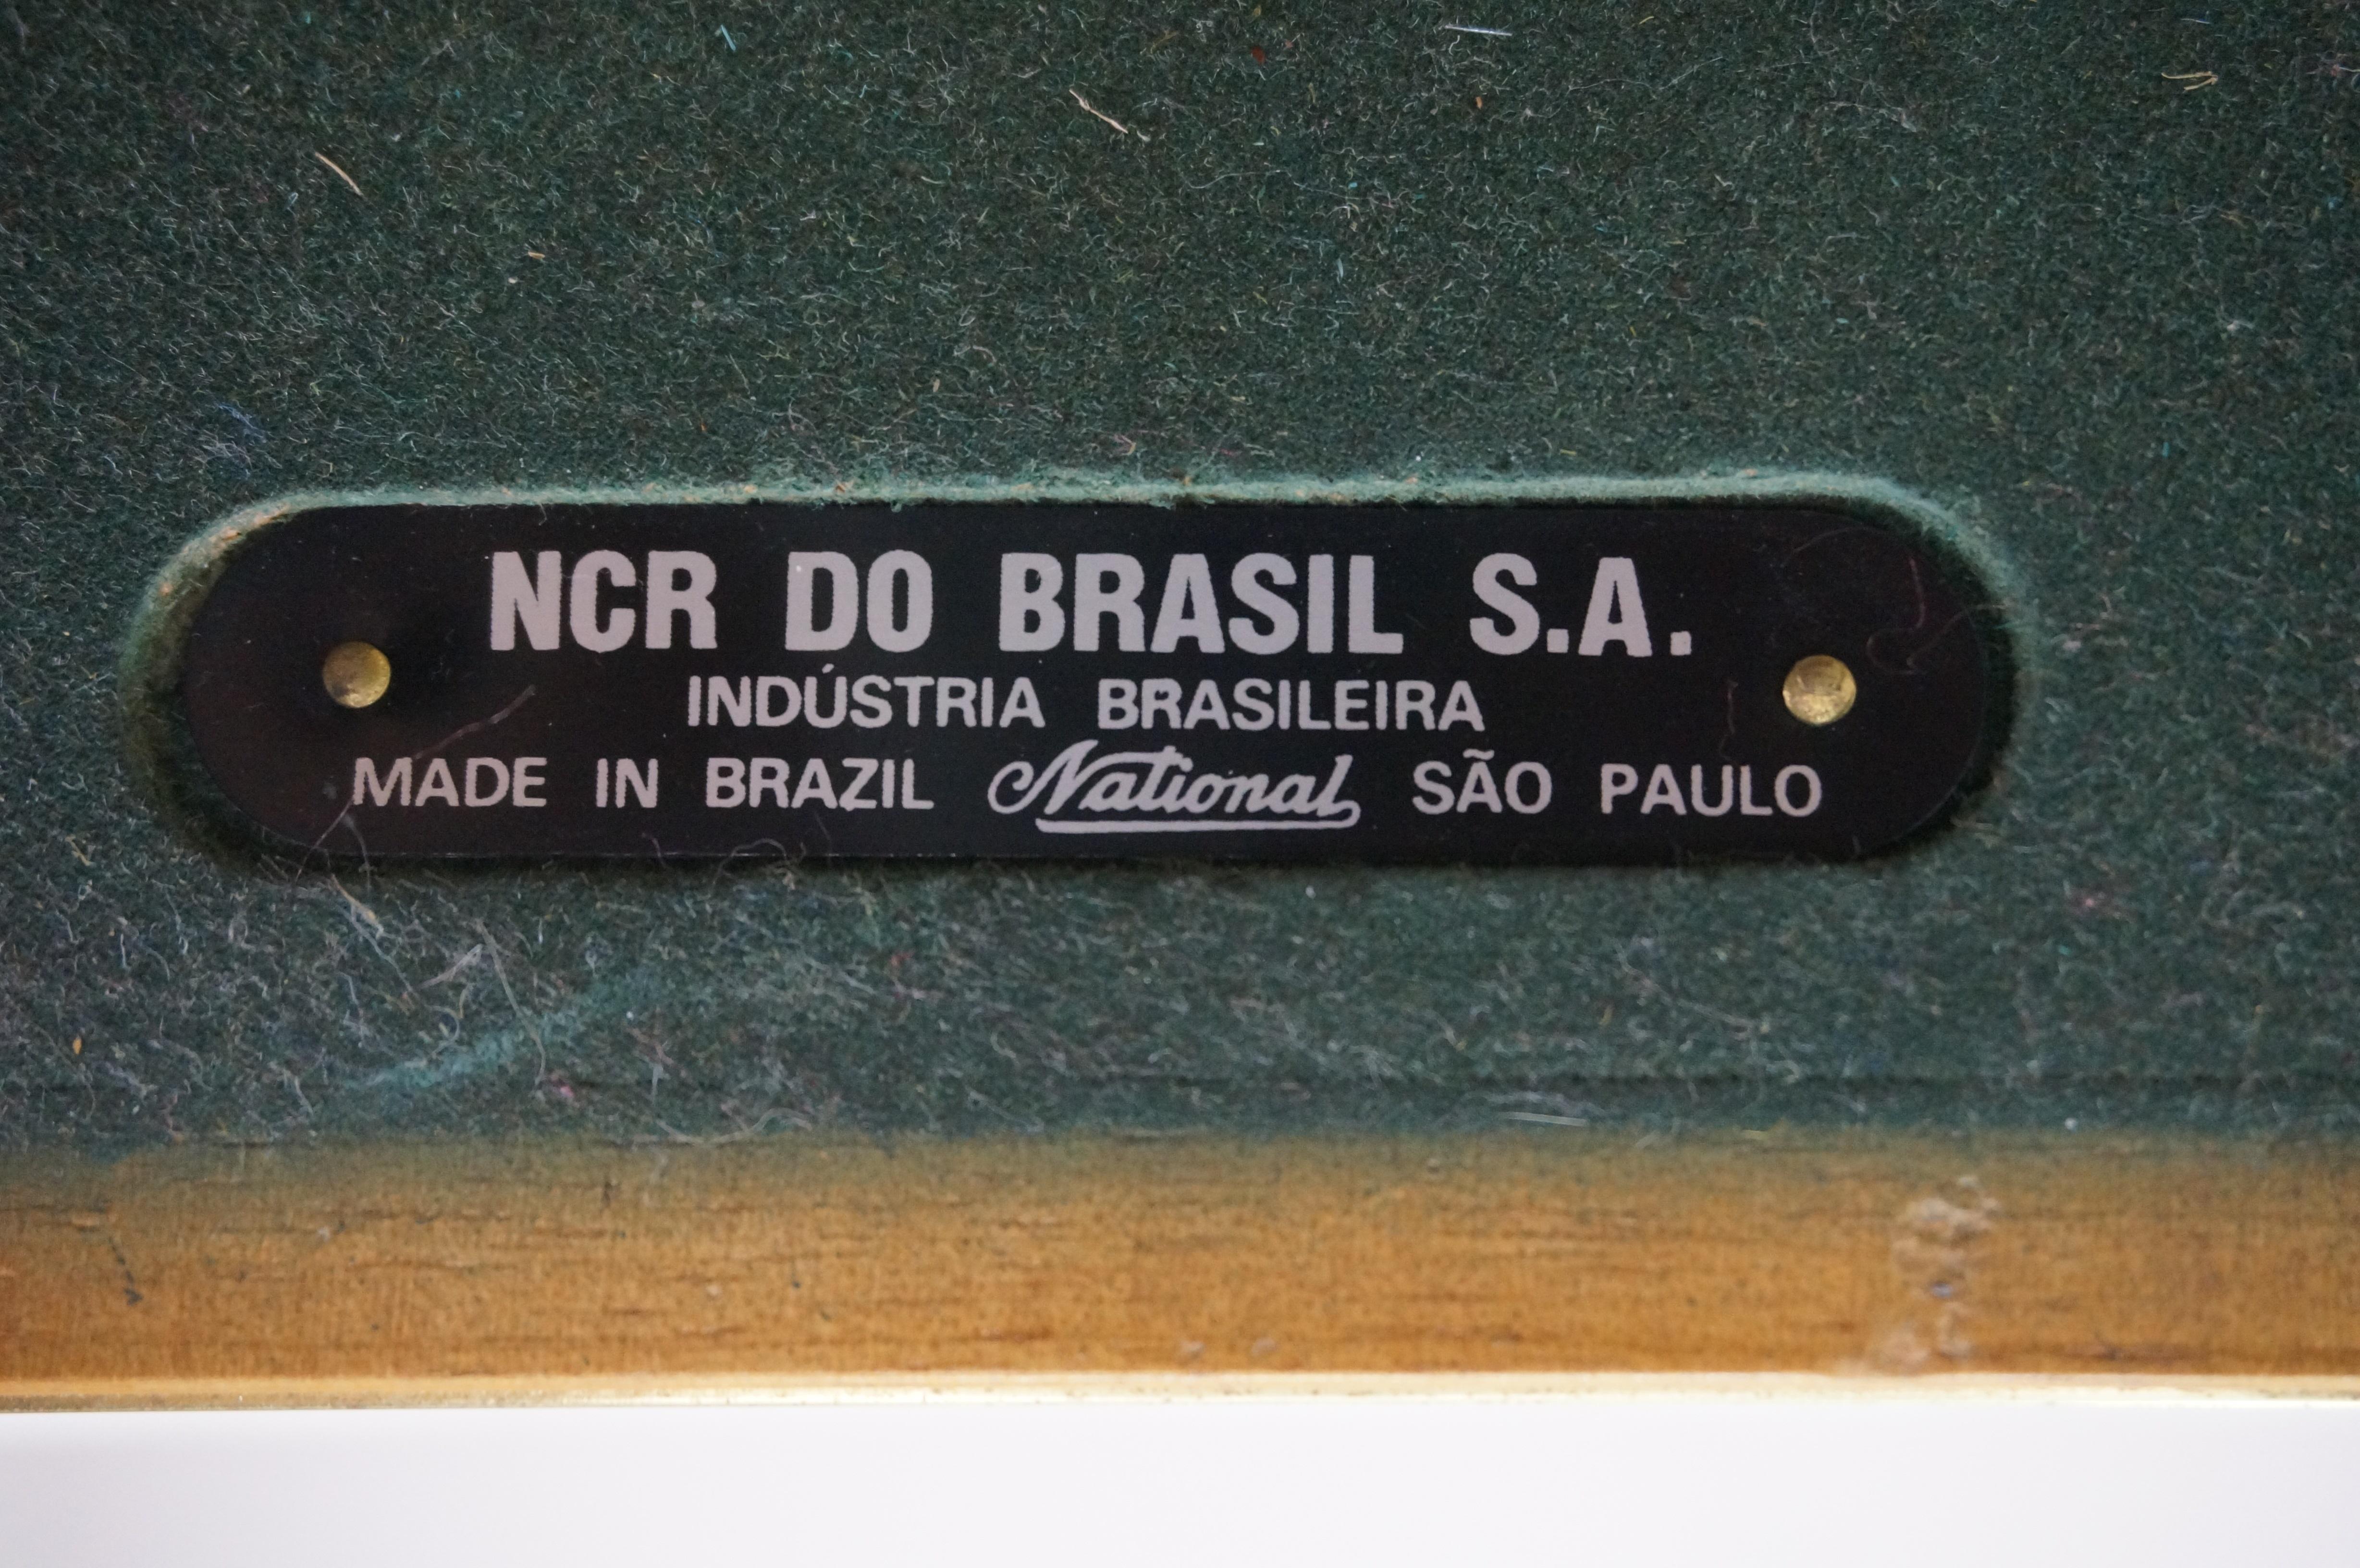 NCR DO BRASIL S.A.
INDÚSTRIA BRASILEIRA
MADE IN BRAZIL National SÃO PAULO